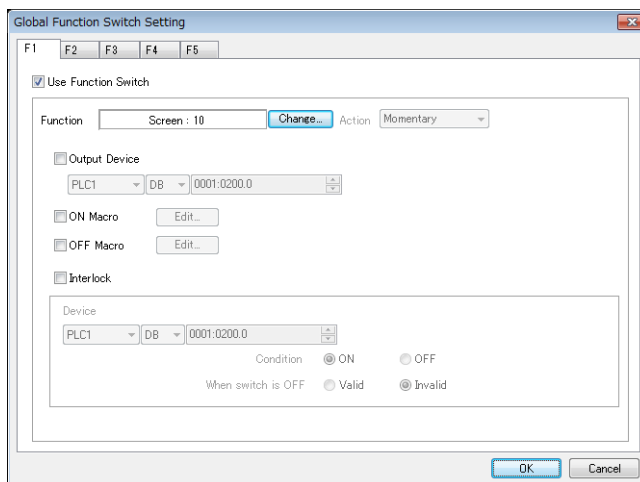 Global Function Switch Setting
F1 F2 F3 F4 F5
Use Function Switch
Function Screen : 10 Change... Action Momentary
Output Device
PLC1 DB 0001:0200.0
ON Macro Edit...
OFF Macro Edit...
Interlock
Device
PLC1 DB 0001:0200.0
Condition ON OFF
When switch is OFF Valid Invalid
OK Cancel